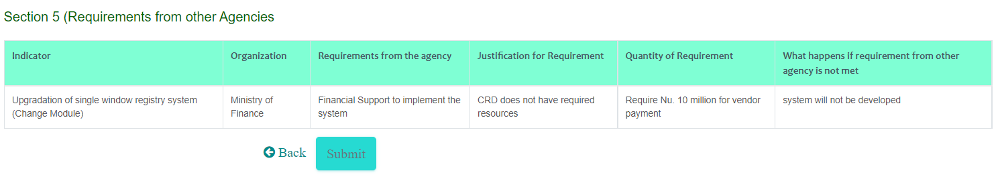 Section 5 (Requirements from other Agencies
Indicator
Organization
Requirements from the agency
Justification for Requirement
Quantity of Requirement
What happens if requirement from other
agency is not met
Upgradation of single window registry system
(Change Module)
Ministry of
Finance
Financial Support to implement the
system
CRD does not have required
resources
Require Nu. 10 million for vendor
payment
system will not be developed
Back
Submit